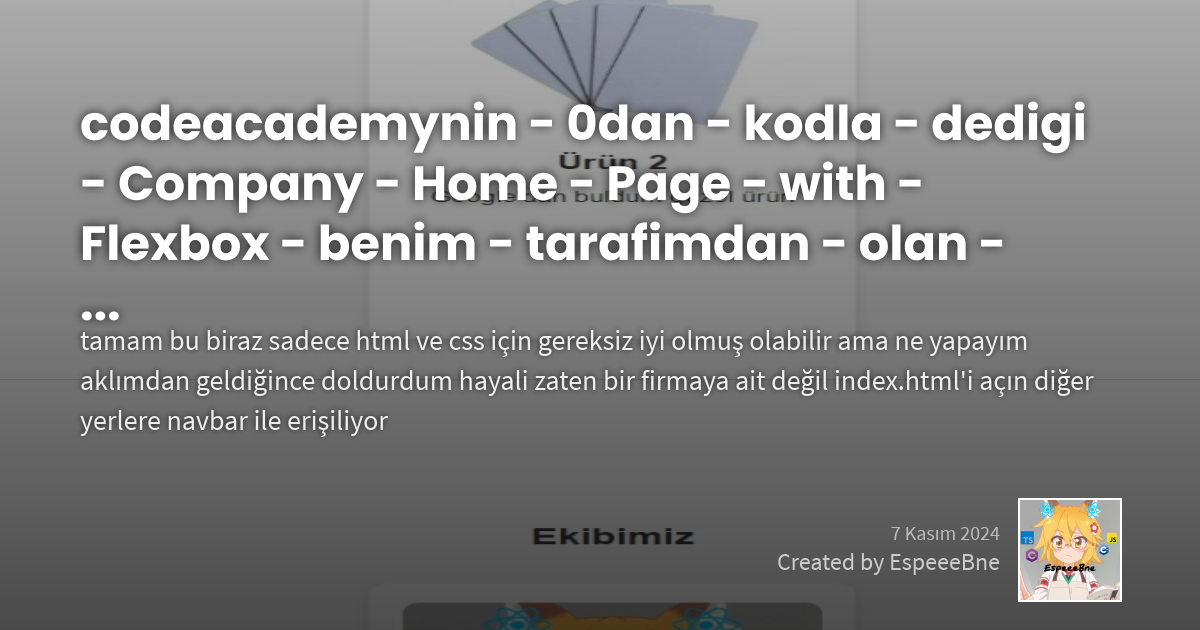 codeacademynin - 0dan - kodla - dedigi
- Company - Home - Page - with -
Flexbox - benim - tarafimdan - olan -
...
Ürün 2
tamam bu biraz sadece html ve css için gereksiz iyi olmuş olabilir ama ne yapayım
aklımdan geldiğince doldurdum hayali zaten bir firmaya ait değil index.html'i açın diğer
yerlere navbar ile erişiliyor
Ekibimiz
7 Kasım 2024
Created by EspeeeBne
TS
JS
EspeeeBne